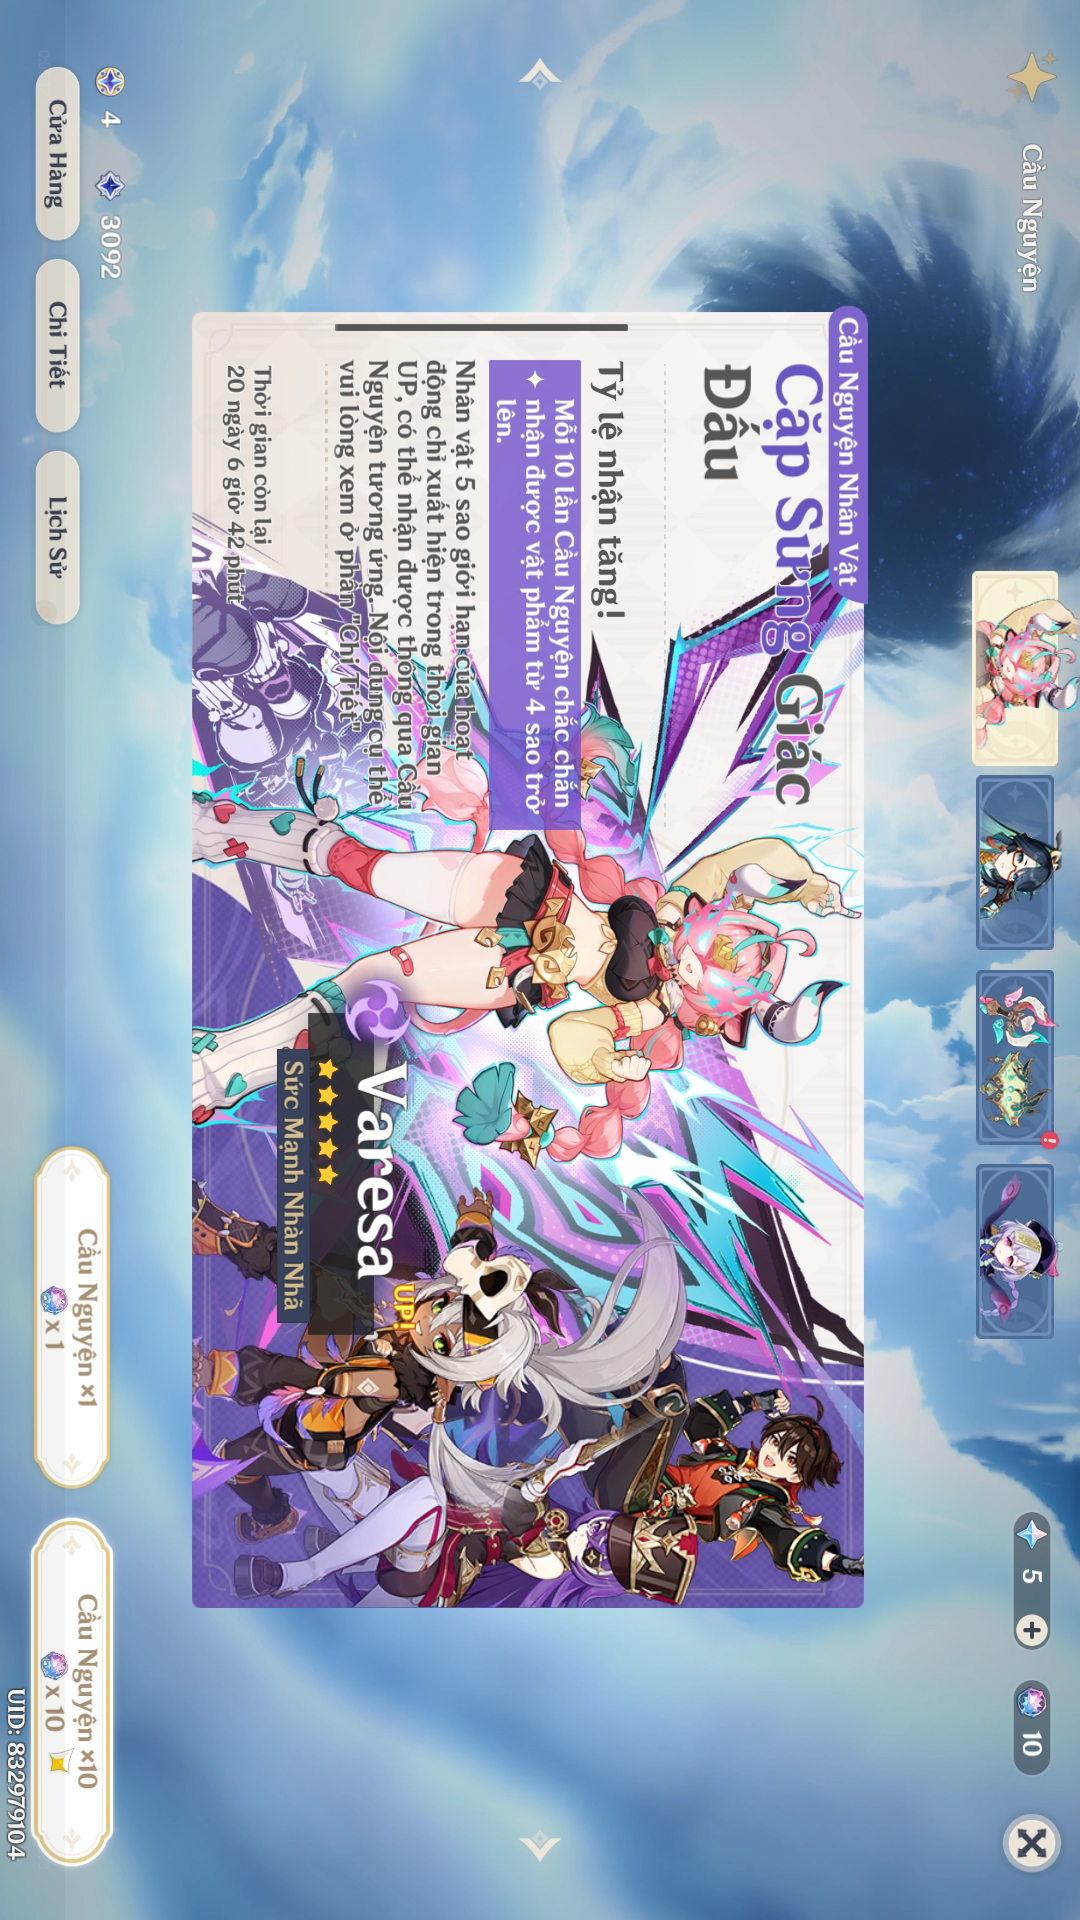 Cầu Nguyện
5
10
Cầu Nguyện Nhân Vật
Cặp Sừng Giác
Đấu
Tỷ lệ nhận tăng!
Mỗi 10 lần Cầu Nguyện chắc chắn
nhận được vật phẩm từ 4 sao trở
lên.
Nhân vật 5 sao giới hạn của hoạt
động chỉ xuất hiện trong thời gian
UP, có thể nhận được thông qua Cầu
Nguyện tương ứng. Nội dung cụ thể
vui lòng xem ở phần "Chi Tiết"
Thời gian còn lại
20 ngày 6 giờ 42 phút
Varesa
UP!
Sức Mạnh Nhàn Nhã
4
3092
Cửa Hàng
Chi Tiết
Lịch Sử
Cầu Nguyện ×1
x 1
Cầu Nguyện ×10
x 10
UID: 832979104